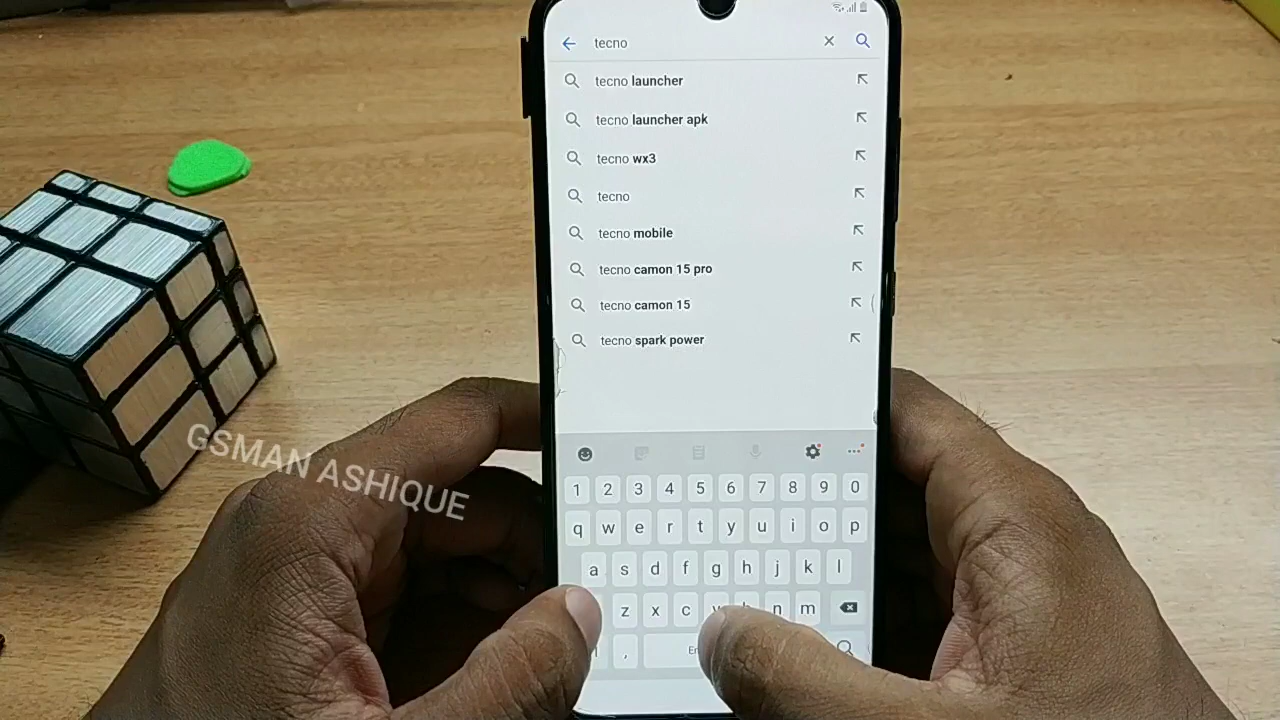 tecno
tecno launcher
tecno launcher apk
tecno wx3
tecno
tecno mobile
tecno camon 15 pro
tecno camon 15
tecno spark power
GSMAN ASHIQUE
1 2 3 4 5 6 7 8 9 0
q w e r t y u i o p
a s d f g h j k l
z x c v b n m
,